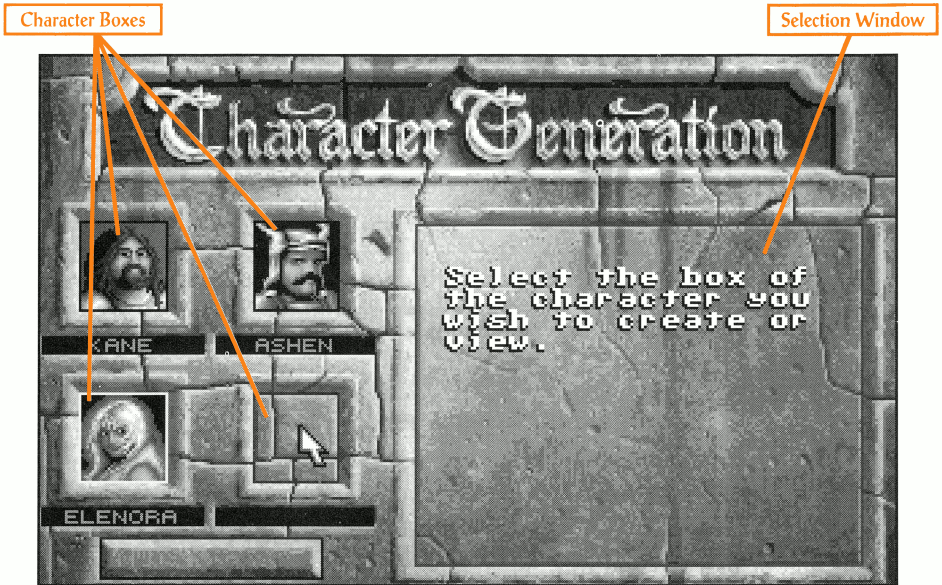 Character Boxes
Selection Window
Character Generation
Select the box of
the character you
wish to create or
view.
KANE
ASHEN
ELENORA